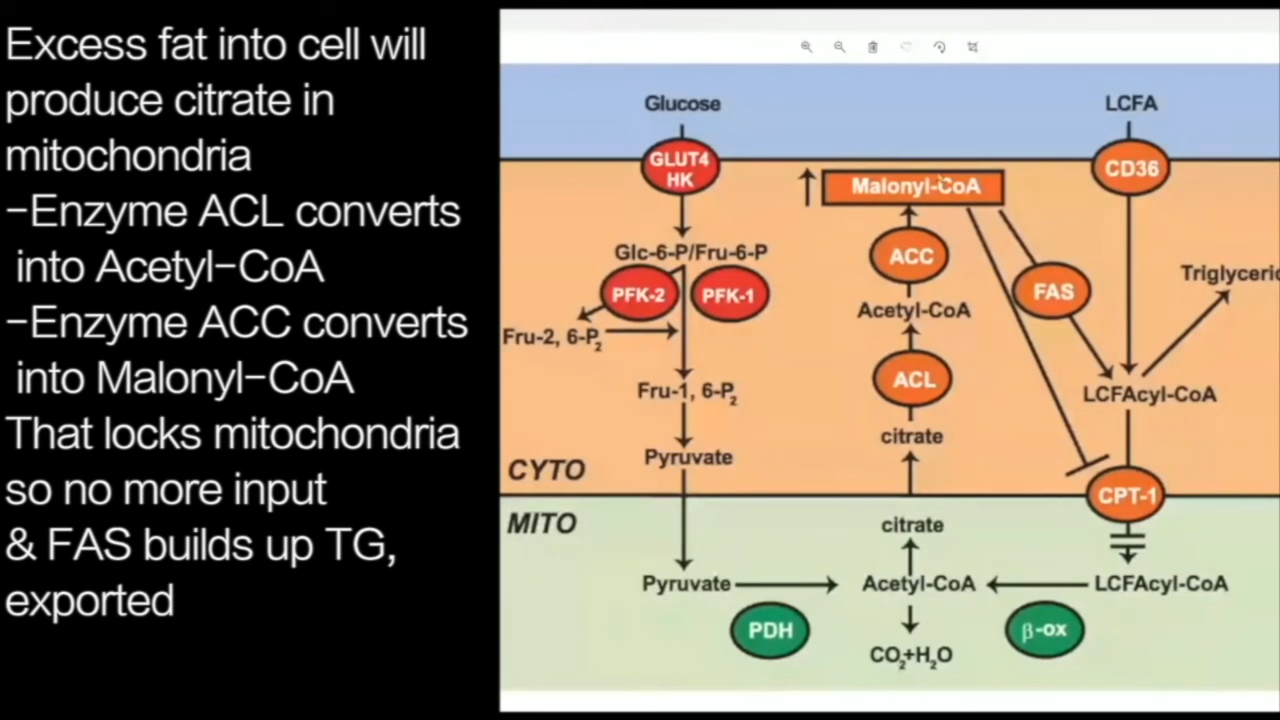 Excess fat into cell will
produce citrate in
mitochondria
-Enzyme ACL converts
into Acetyl-CoA
-Enzyme ACC converts
into Malonyl-CoA
That locks mitochondria
so no more input
& FAS builds up TG,
exported
Glucose
LCFA
GLUT4
HK
Malonyl-CoA
CD36
Glc-6-P/Fru-6-P
ACC
PFK-2
PFK-1
FAS
Triglyceric
Acetyl-CoA
Fru-2, 6-P₂
ACL
Fru-1, 6-P₂
LCFAcyl-CoA
citrate
Pyruvate
CYTO
CPT-1
MITO
citrate
Pyruvate
Acetyl-CoA
LCFAcyl-CoA
PDH
β-ox
CO₂+H₂O